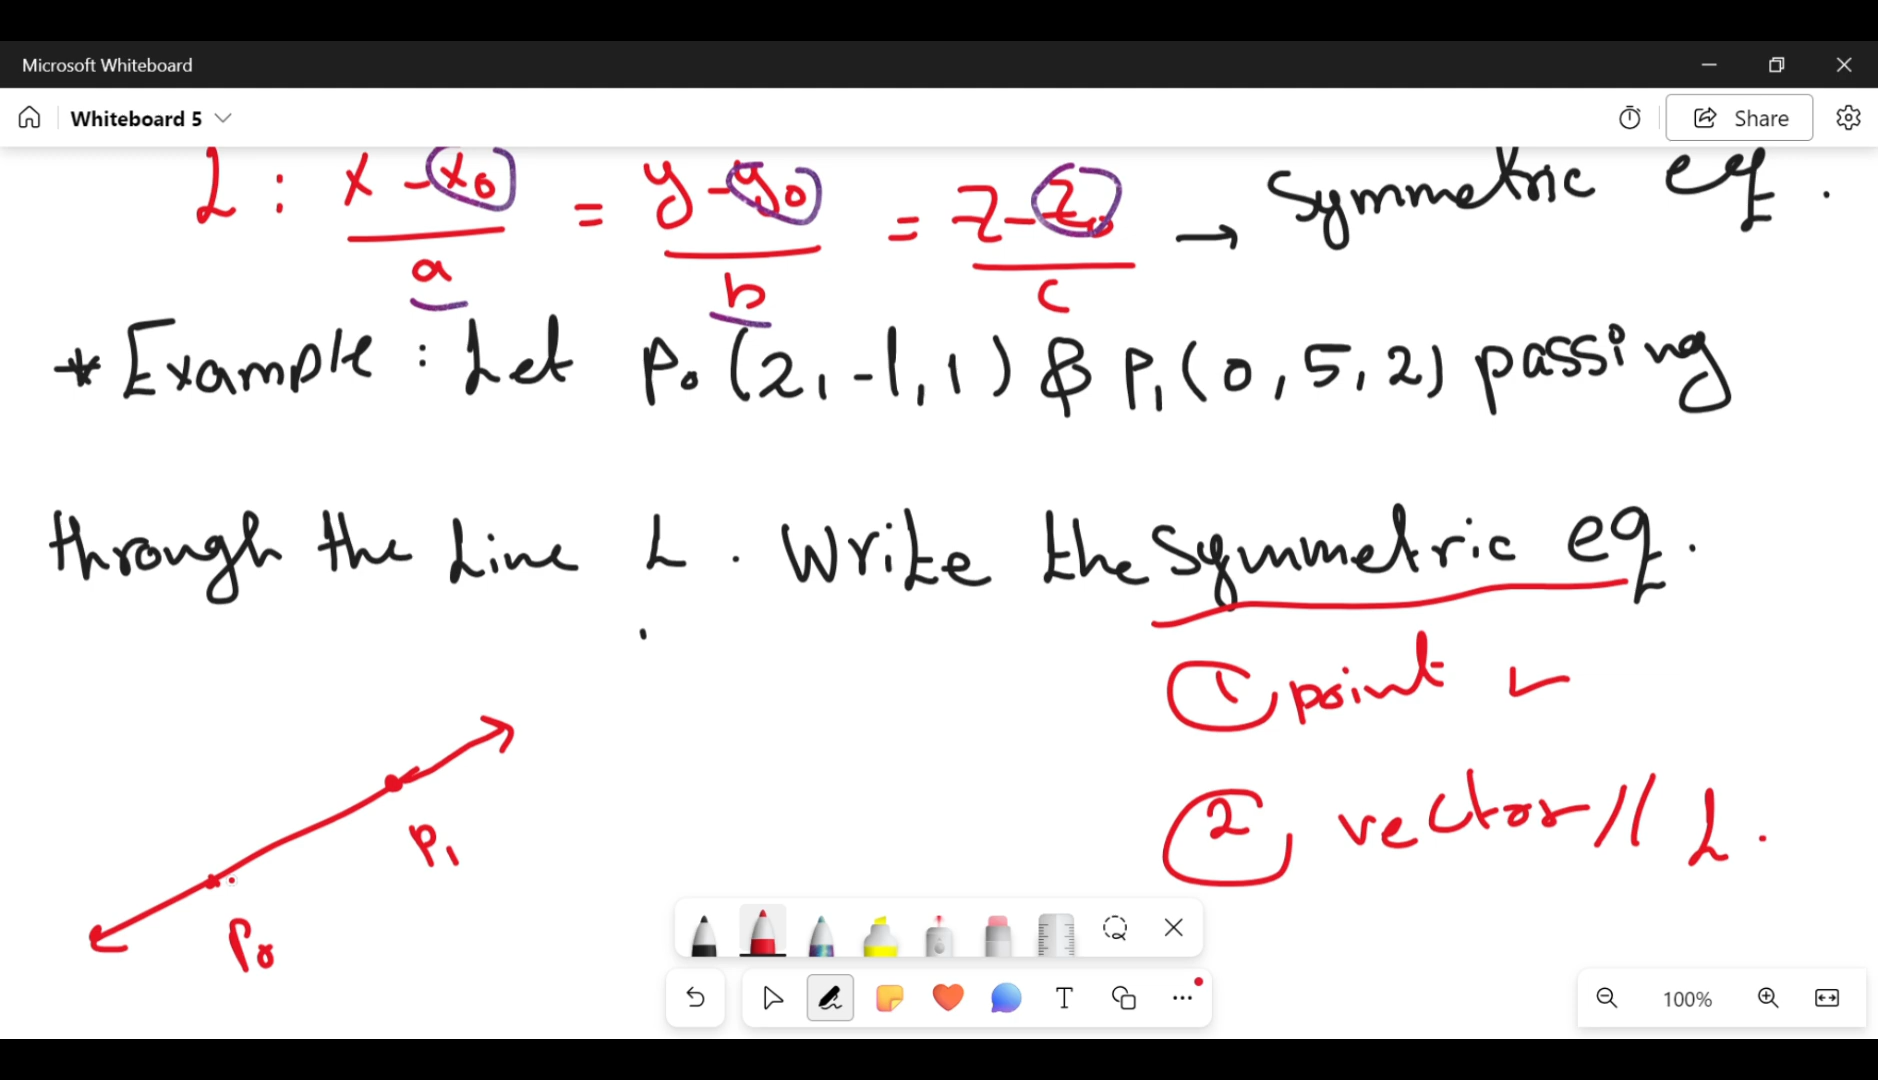 Microsoft Whiteboard
Whiteboard 5
Share
L : x - x₀ / a = y - y₀ / b = z - z₀ / c → Symmetric eq.
* Example : Let P₀ (2, -1, 1) & P₁ (0, 5, 2) passing
through the Line L . Write the symmetric eq.
① point ✓
② vector // L .
P₁
P₀
T
100%